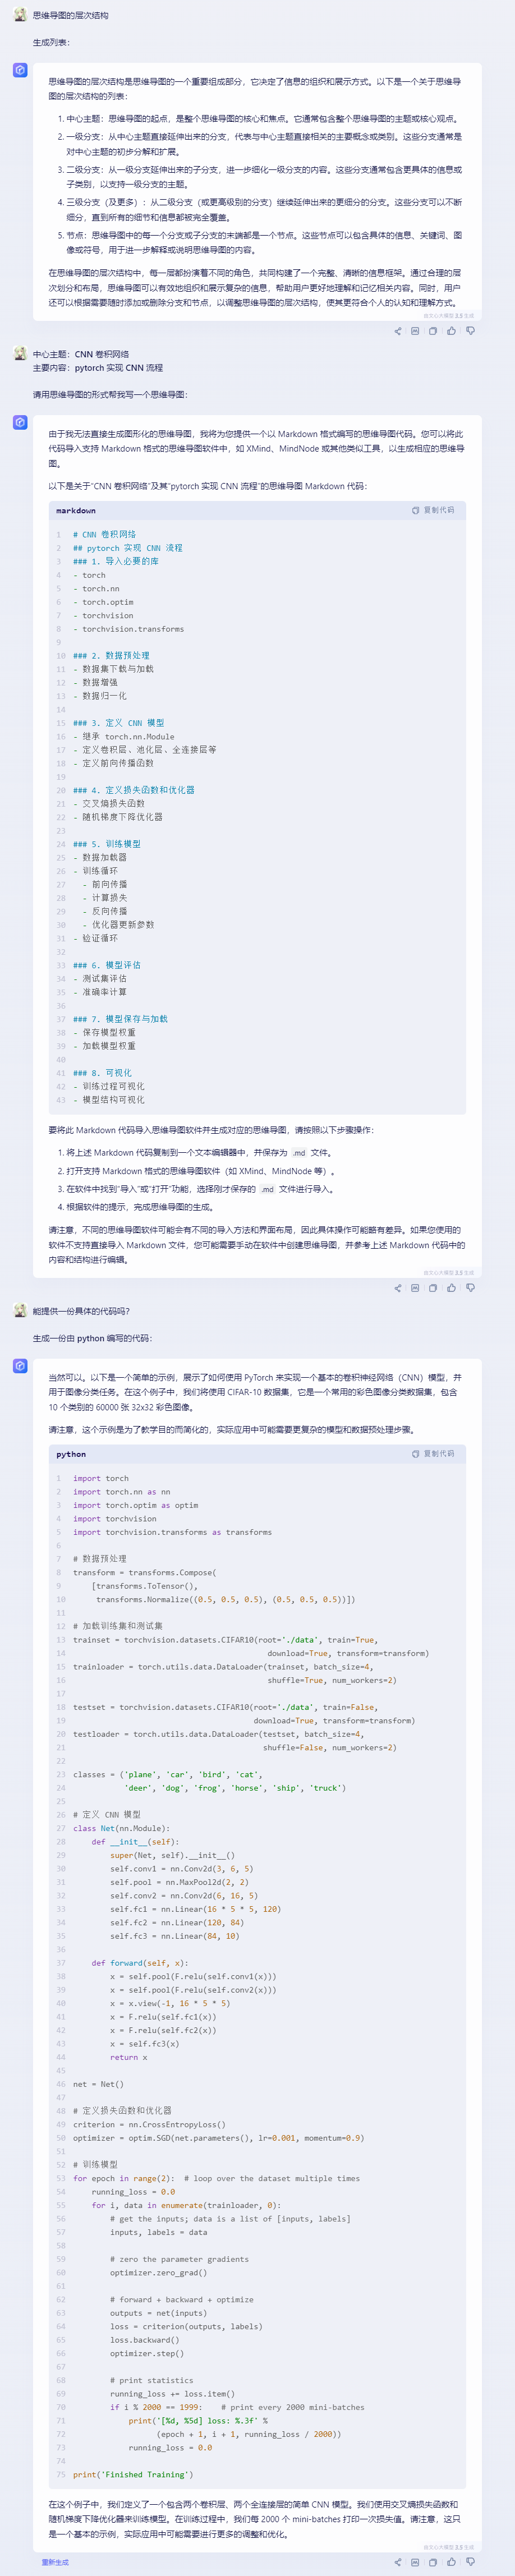 思维导图的层次结构
生成列表：
思维导图的层次结构是思维导图的一个重要组成部分，它决定了信息的组织和展示方式。以下是一个关于思维导
图的层次结构的列表：
1. 中心主题：思维导图的起点，是整个思维导图的核心和焦点。它通常包含整个思维导图的主题或核心观点。
2. 一级分支：从中心主题直接延伸出来的分支，代表与中心主题直接相关的主要概念或类别。这些分支通常是
对中心主题的初步分解和扩展。
3. 二级分支：从一级分支延伸出来的子分支，进一步细化一级分支的内容。这些分支通常包含更具体的信息或
子类别，以支持一级分支的主题。
4. 三级分支（及更多）：从二级分支（或更高级别的分支）继续延伸出来的更细分的分支。这些分支可以不断
细分，直到所有的细节和信息都被完全覆盖。
5. 节点：思维导图中的每一个分支或子分支的末端都是一个节点。这些节点可以包含具体的信息、关键词、图
像或符号，用于进一步解释或说明思维导图的内容。
在思维导图的层次结构中，每一层都扮演着不同的角色，共同构建了一个完整、清晰的信息框架。通过合理的层
次划分和布局，思维导图可以有效地组织和展示复杂的信息，帮助用户更好地理解和记忆相关内容。同时，用户
还可以根据需要随时添加或删除分支和节点，以调整思维导图的层次结构，使其更符合个人的认知和理解方式。
由文心大模型 3.5 生成
中心主题：CNN 卷积网络
主要内容：pytorch 实现 CNN 流程
请用思维导图的形式帮我写一个思维导图：
由于我无法直接生成图形化的思维导图，我将为您提供一个以 Markdown 格式编写的思维导图代码。您可以将此
代码导入支持 Markdown 格式的思维导图软件中，如 XMind、MindNode 或其他类似工具，以生成相应的思维导
图。
以下是关于“CNN 卷积网络”及其“pytorch 实现 CNN 流程”的思维导图 Markdown 代码：
markdown 复制代码
1 # CNN 卷积网络
2 ## pytorch 实现 CNN 流程
3 ### 1. 导入必要的库
4 - torch
5 - torch.nn
6 - torch.optim
7 - torchvision
8 - torchvision.transforms
9
10 ### 2. 数据预处理
11 - 数据集下载与加载
12 - 数据增强
13 - 数据归一化
14
15 ### 3. 定义 CNN 模型
16 - 继承 torch.nn.Module
17 - 定义卷积层、池化层、全连接层等
18 - 定义前向传播函数
19
20 ### 4. 定义损失函数和优化器
21 - 交叉熵损失函数
22 - 随机梯度下降优化器
23
24 ### 5. 训练模型
25 - 数据加载器
26 - 训练循环
27   - 前向传播
28   - 计算损失
29   - 反向传播
30   - 优化器更新参数
31 - 验证循环
32
33 ### 6. 模型评估
34 - 测试集评估
35 - 准确率计算
36
37 ### 7. 模型保存与加载
38 - 保存模型权重
39 - 加载模型权重
40
41 ### 8. 可视化
42 - 训练过程可视化
43 - 模型结构可视化
要将此 Markdown 代码导入思维导图软件并生成对应的思维导图，请按照以下步骤操作：
1. 将上述 Markdown 代码复制到一个文本编辑器中，并保存为 .md 文件。
2. 打开支持 Markdown 格式的思维导图软件（如 XMind、MindNode 等）。
3. 在软件中找到“导入”或“打开”功能，选择刚才保存的 .md 文件进行导入。
4. 根据软件的提示，完成思维导图的生成。
请注意，不同的思维导图软件可能会有不同的导入方法和界面布局，因此具体操作可能略有差异。如果您使用的
软件不支持直接导入 Markdown 文件，您可能需要手动在软件中创建思维导图，并参考上述 Markdown 代码中的
内容和结构进行编辑。
由文心大模型 3.5 生成
能提供一份具体的代码吗？
生成一份由 python 编写的代码：
当然可以。以下是一个简单的示例，展示了如何使用 PyTorch 来实现一个基本的卷积神经网络（CNN）模型，并
用于图像分类任务。在这个例子中，我们将使用 CIFAR-10 数据集，它是一个常用的彩色图像分类数据集，包含
10 个类别的 60000 张 32x32 彩色图像。
请注意，这个示例是为了教学目的而简化的，实际应用中可能需要更复杂的模型和数据预处理步骤。
python 复制代码
1 import torch
2 import torch.nn as nn
3 import torch.optim as optim
4 import torchvision
5 import torchvision.transforms as transforms
6
7 # 数据预处理
8 transform = transforms.Compose(
9     [transforms.ToTensor(),
10      transforms.Normalize((0.5, 0.5, 0.5), (0.5, 0.5, 0.5))])
11
12 # 加载训练集和测试集
13 trainset = torchvision.datasets.CIFAR10(root='./data', train=True,
14                                         download=True, transform=transform)
15 trainloader = torch.utils.data.DataLoader(trainset, batch_size=4,
16                                           shuffle=True, num_workers=2)
17
18 testset = torchvision.datasets.CIFAR10(root='./data', train=False,
19                                        download=True, transform=transform)
20 testloader = torch.utils.data.DataLoader(testset, batch_size=4,
21                                          shuffle=False, num_workers=2)
22
23 classes = ('plane', 'car', 'bird', 'cat',
24            'deer', 'dog', 'frog', 'horse', 'ship', 'truck')
25
26 # 定义 CNN 模型
27 class Net(nn.Module):
28     def __init__(self):
29         super(Net, self).__init__()
30         self.conv1 = nn.Conv2d(3, 6, 5)
31         self.pool = nn.MaxPool2d(2, 2)
32         self.conv2 = nn.Conv2d(6, 16, 5)
33         self.fc1 = nn.Linear(16 * 5 * 5, 120)
34         self.fc2 = nn.Linear(120, 84)
35         self.fc3 = nn.Linear(84, 10)
36
37     def forward(self, x):
38         x = self.pool(F.relu(self.conv1(x)))
39         x = self.pool(F.relu(self.conv2(x)))
40         x = x.view(-1, 16 * 5 * 5)
41         x = F.relu(self.fc1(x))
42         x = F.relu(self.fc2(x))
43         x = self.fc3(x)
44         return x
45
46 net = Net()
47
48 # 定义损失函数和优化器
49 criterion = nn.CrossEntropyLoss()
50 optimizer = optim.SGD(net.parameters(), lr=0.001, momentum=0.9)
51
52 # 训练模型
53 for epoch in range(2):  # loop over the dataset multiple times
54     running_loss = 0.0
55     for i, data in enumerate(trainloader, 0):
56         # get the inputs; data is a list of [inputs, labels]
57         inputs, labels = data
58
59         # zero the parameter gradients
60         optimizer.zero_grad()
61
62         # forward + backward + optimize
63         outputs = net(inputs)
64         loss = criterion(outputs, labels)
65         loss.backward()
66         optimizer.step()
67
68         # print statistics
69         running_loss += loss.item()
70         if i % 2000 == 1999:    # print every 2000 mini-batches
71             print('[%d, %5d] loss: %.3f' %
72                   (epoch + 1, i + 1, running_loss / 2000))
73             running_loss = 0.0
74
75 print('Finished Training')
在这个例子中，我们定义了一个包含两个卷积层、两个全连接层的简单 CNN 模型。我们使用交叉熵损失函数和
随机梯度下降优化器来训练模型。在训练过程中，我们每 2000 个 mini-batches 打印一次损失值。请注意，这只
是一个基本的示例，实际应用中可能需要进行更多的调整和优化。
由文心大模型 3.5 生成
重新生成